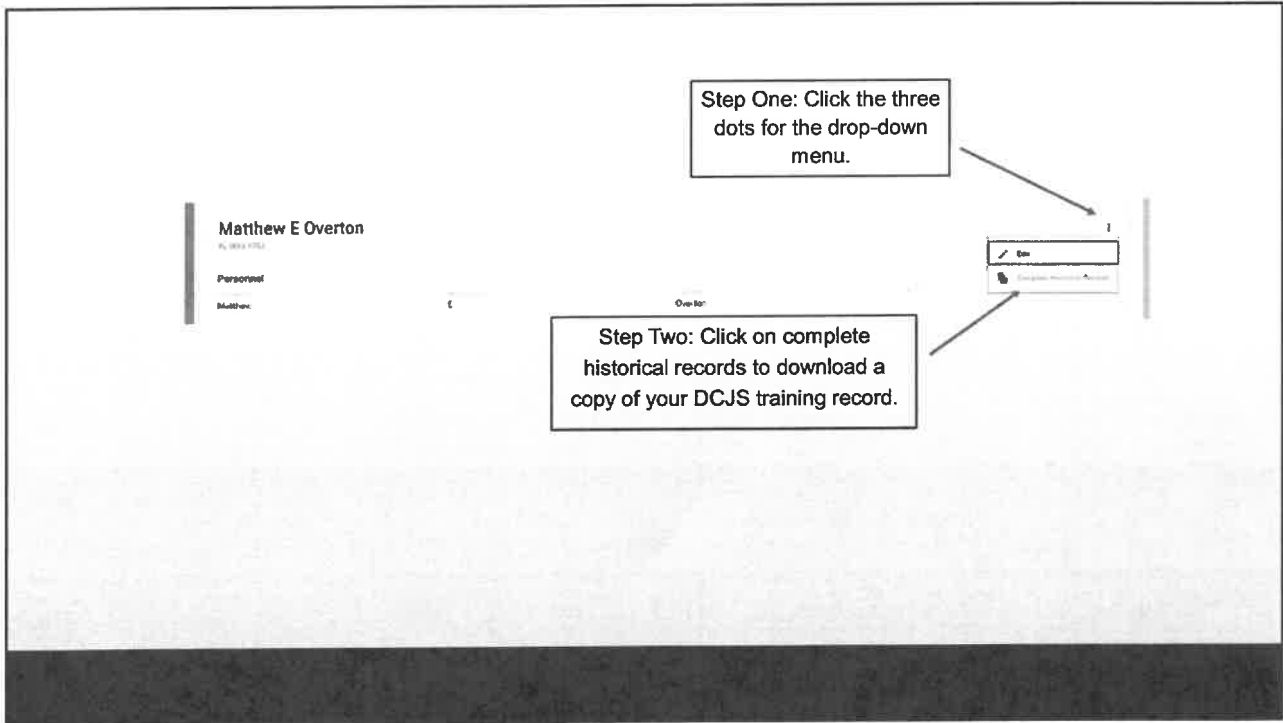 Step One: Click the three
dots for the drop-down
menu.
Matthew E Overton
Personnel
Edit
Matthew
E
Overton
Step Two: Click on complete
historical records to download a
copy of your DCJS training record.